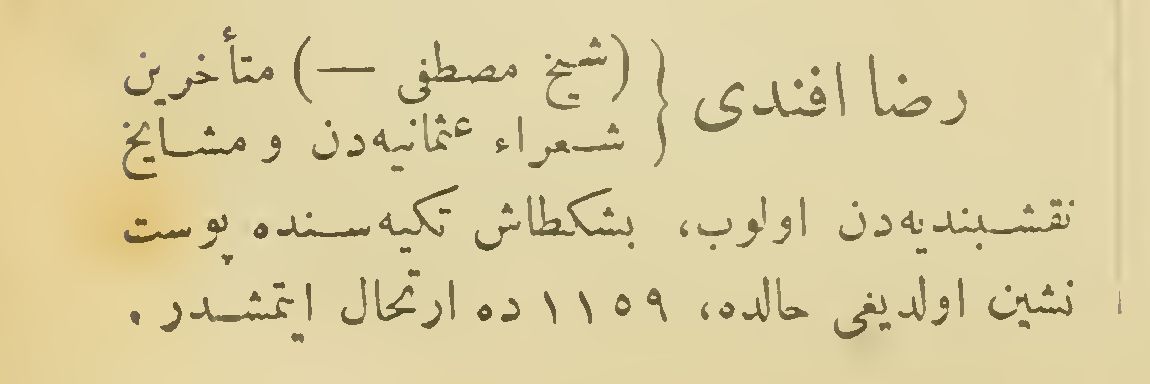 رضا افندی { (شیخ مصطفی —) متأخرین
شعراء عثمانیه‌دن و مشایخ
نقشبندیه‌دن اولوب، بشکطاش تکیه‌سنده پوست
نشین اولدیغی حالده، ١١٥٩ ده ارتحال ایتمشدر.